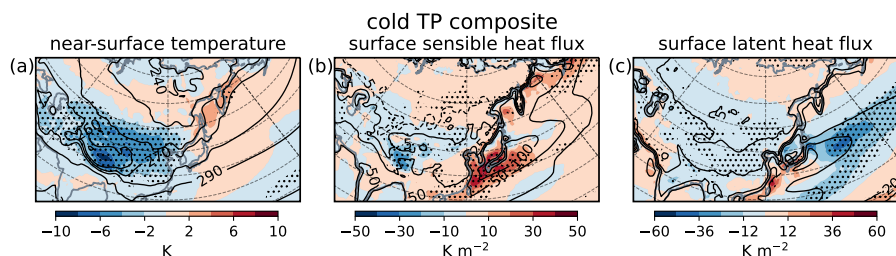 cold TP composite
near-surface temperature
surface sensible heat flux
surface latent heat flux
(a)
(b)
(c)
240
260
270
290
50
50
50
100
−10 −6 −2 2 6 10
K
−50 −30 −10 10 30 50
K m−2
−60 −36 −12 12 36 60
K m−2